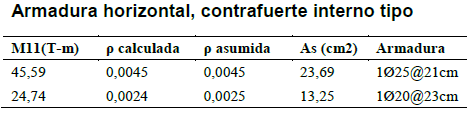 Armadura horizontal, contrafuerte interno tipo
M11(T-m) ρ calculada ρ asumida As (cm2) Armadura
45,59 0,0045 0,0045 23,69 1Ø25@21cm
24,74 0,0024 0,0025 13,25 1Ø20@23cm